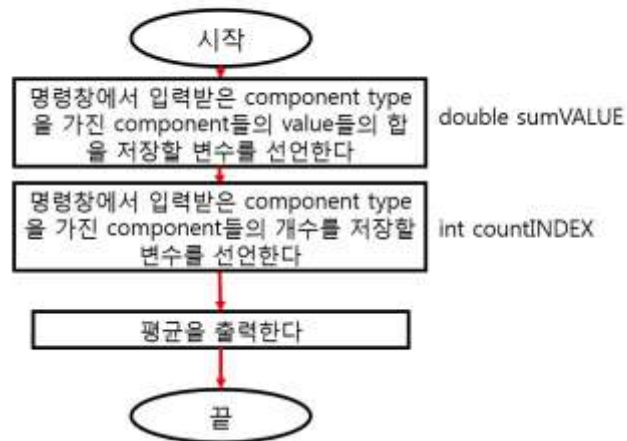 시작
명령창에서 입력받은 component type
을 가진 component들의 value들의 합
을 저장할 변수를 선언한다
double sumVALUE
명령창에서 입력받은 component type
을 가진 component들의 개수를 저장할
변수를 선언한다
int countINDEX
평균을 출력한다
끝